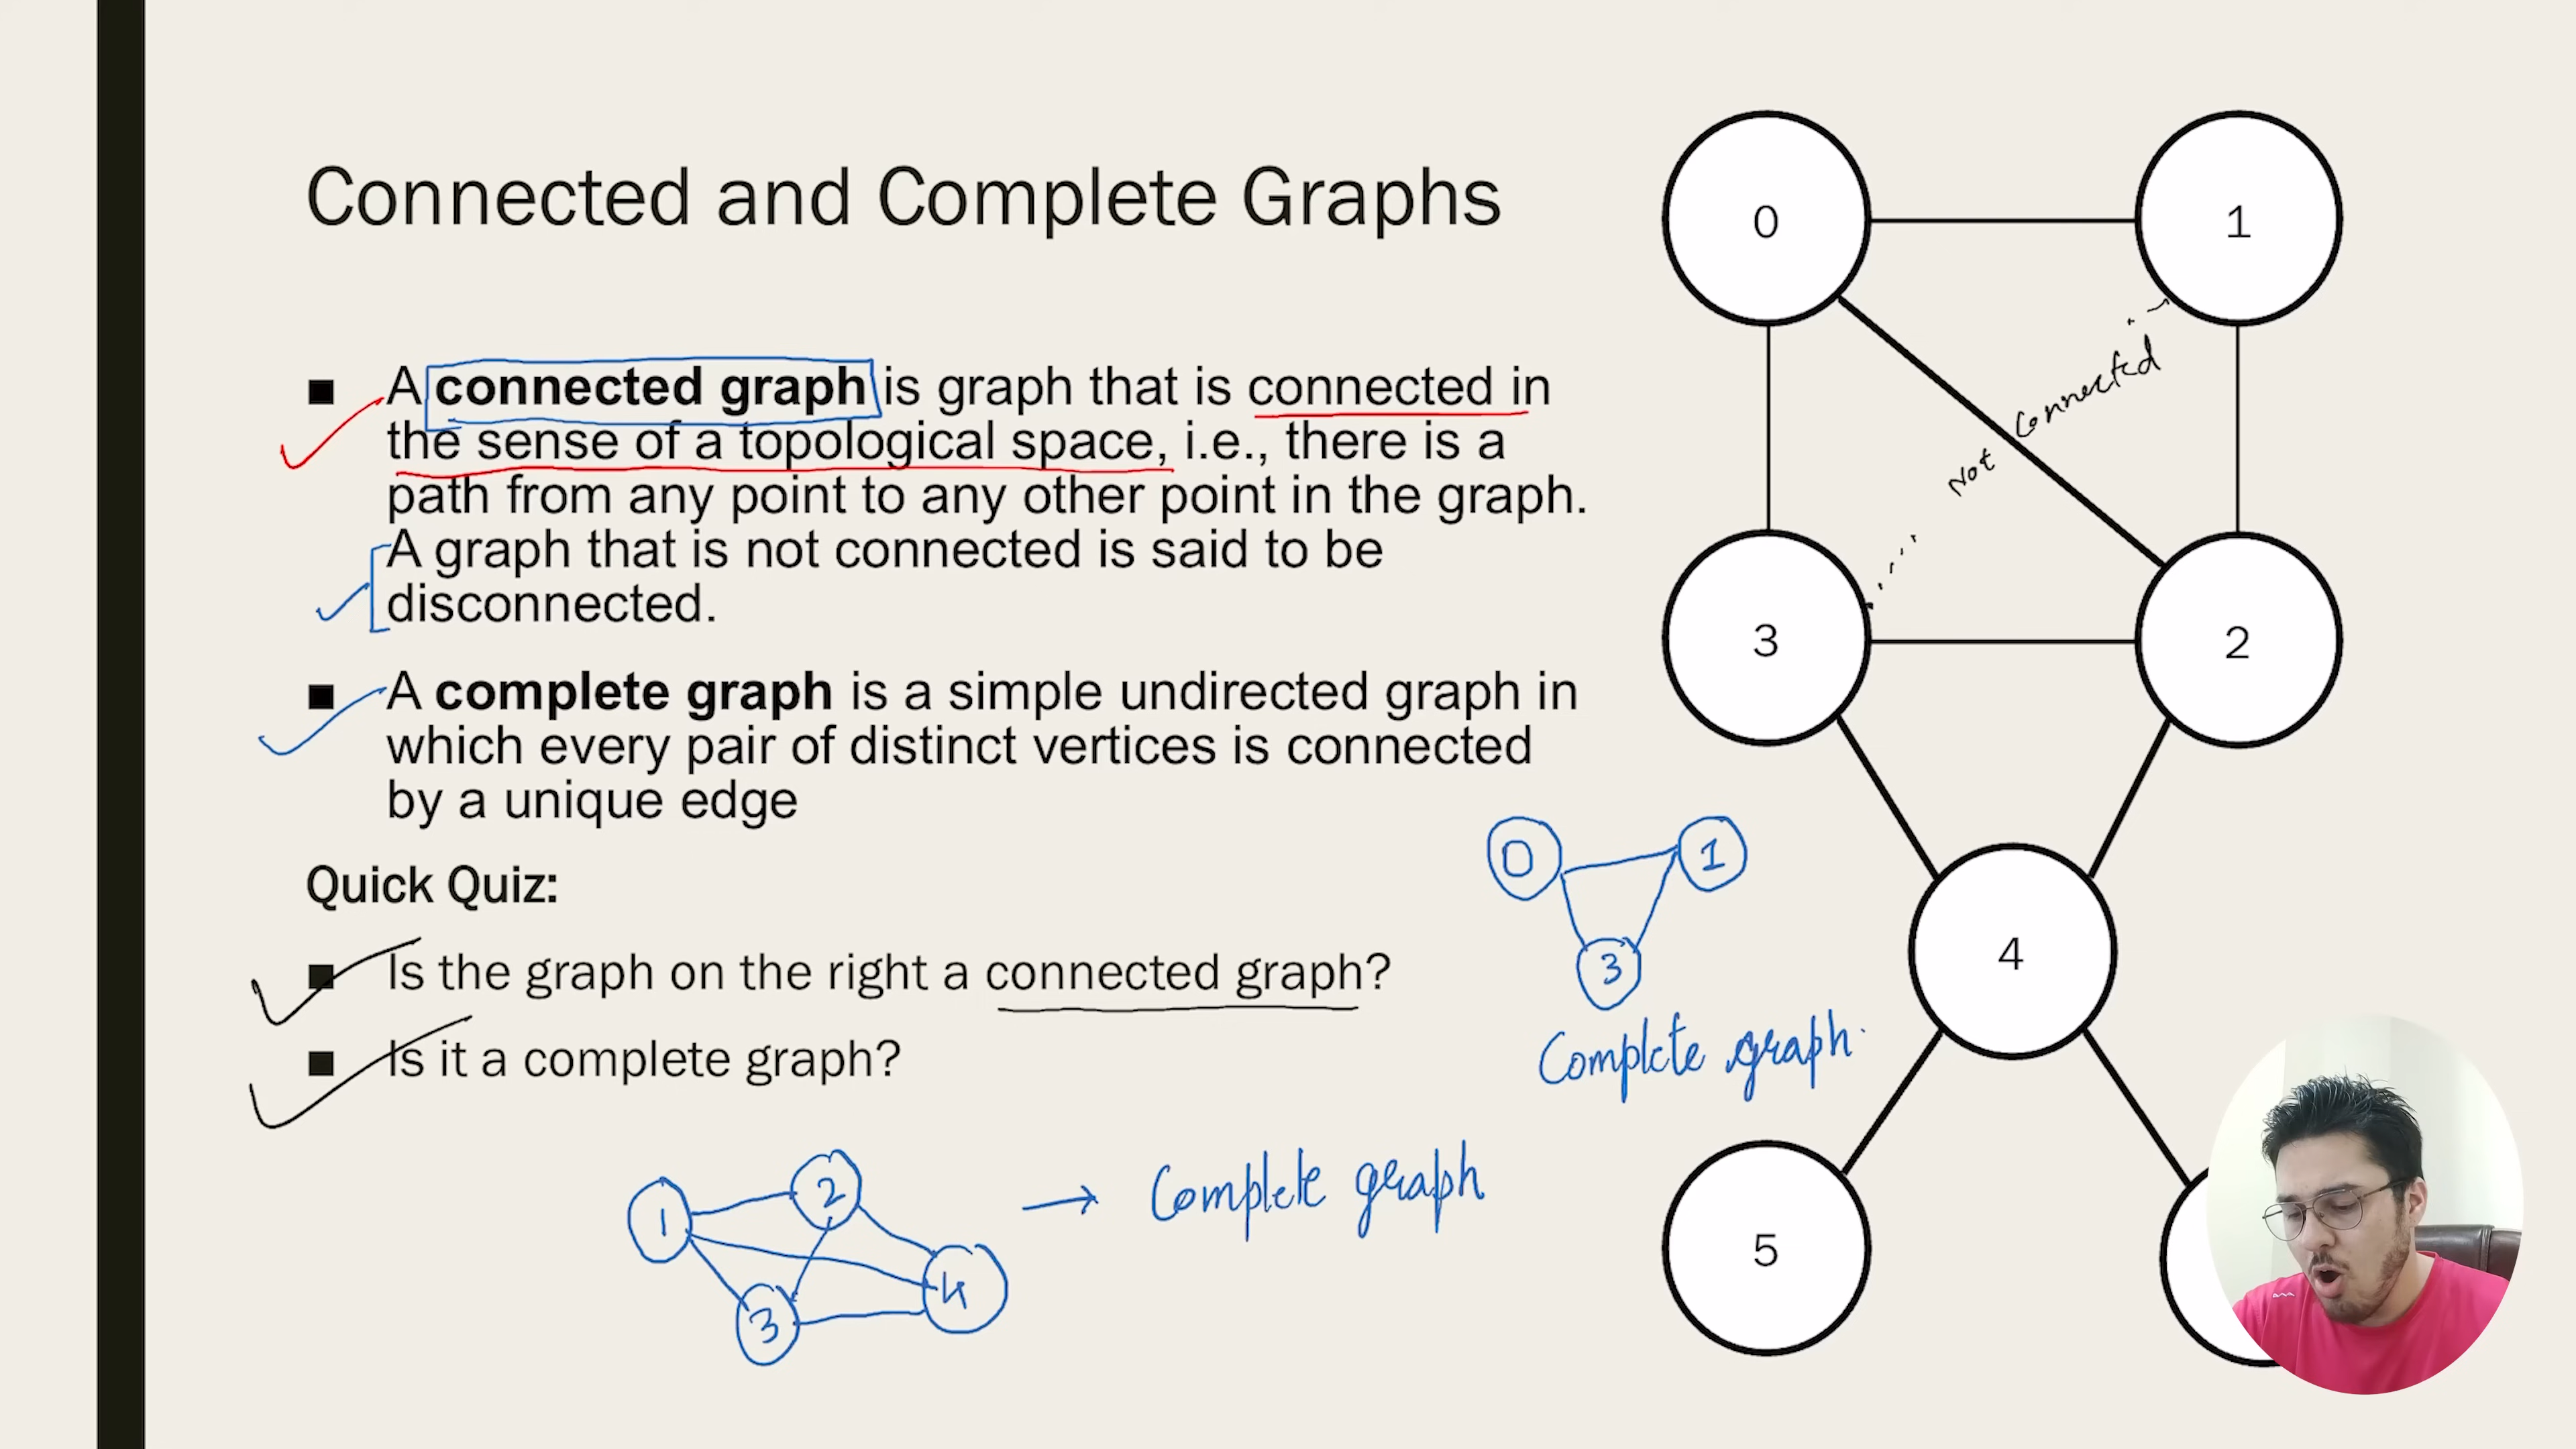 Connected and Complete Graphs
■ A connected graph is graph that is connected in
the sense of a topological space, i.e., there is a
path from any point to any other point in the graph.
A graph that is not connected is said to be
disconnected.
■ A complete graph is a simple undirected graph in
which every pair of distinct vertices is connected
by a unique edge
Quick Quiz:
■ Is the graph on the right a connected graph?
■ Is it a complete graph?
1
2
3
4
→ Complete graph
0
1
3
Complete graph.
0
1
Not Connected
3
2
4
5